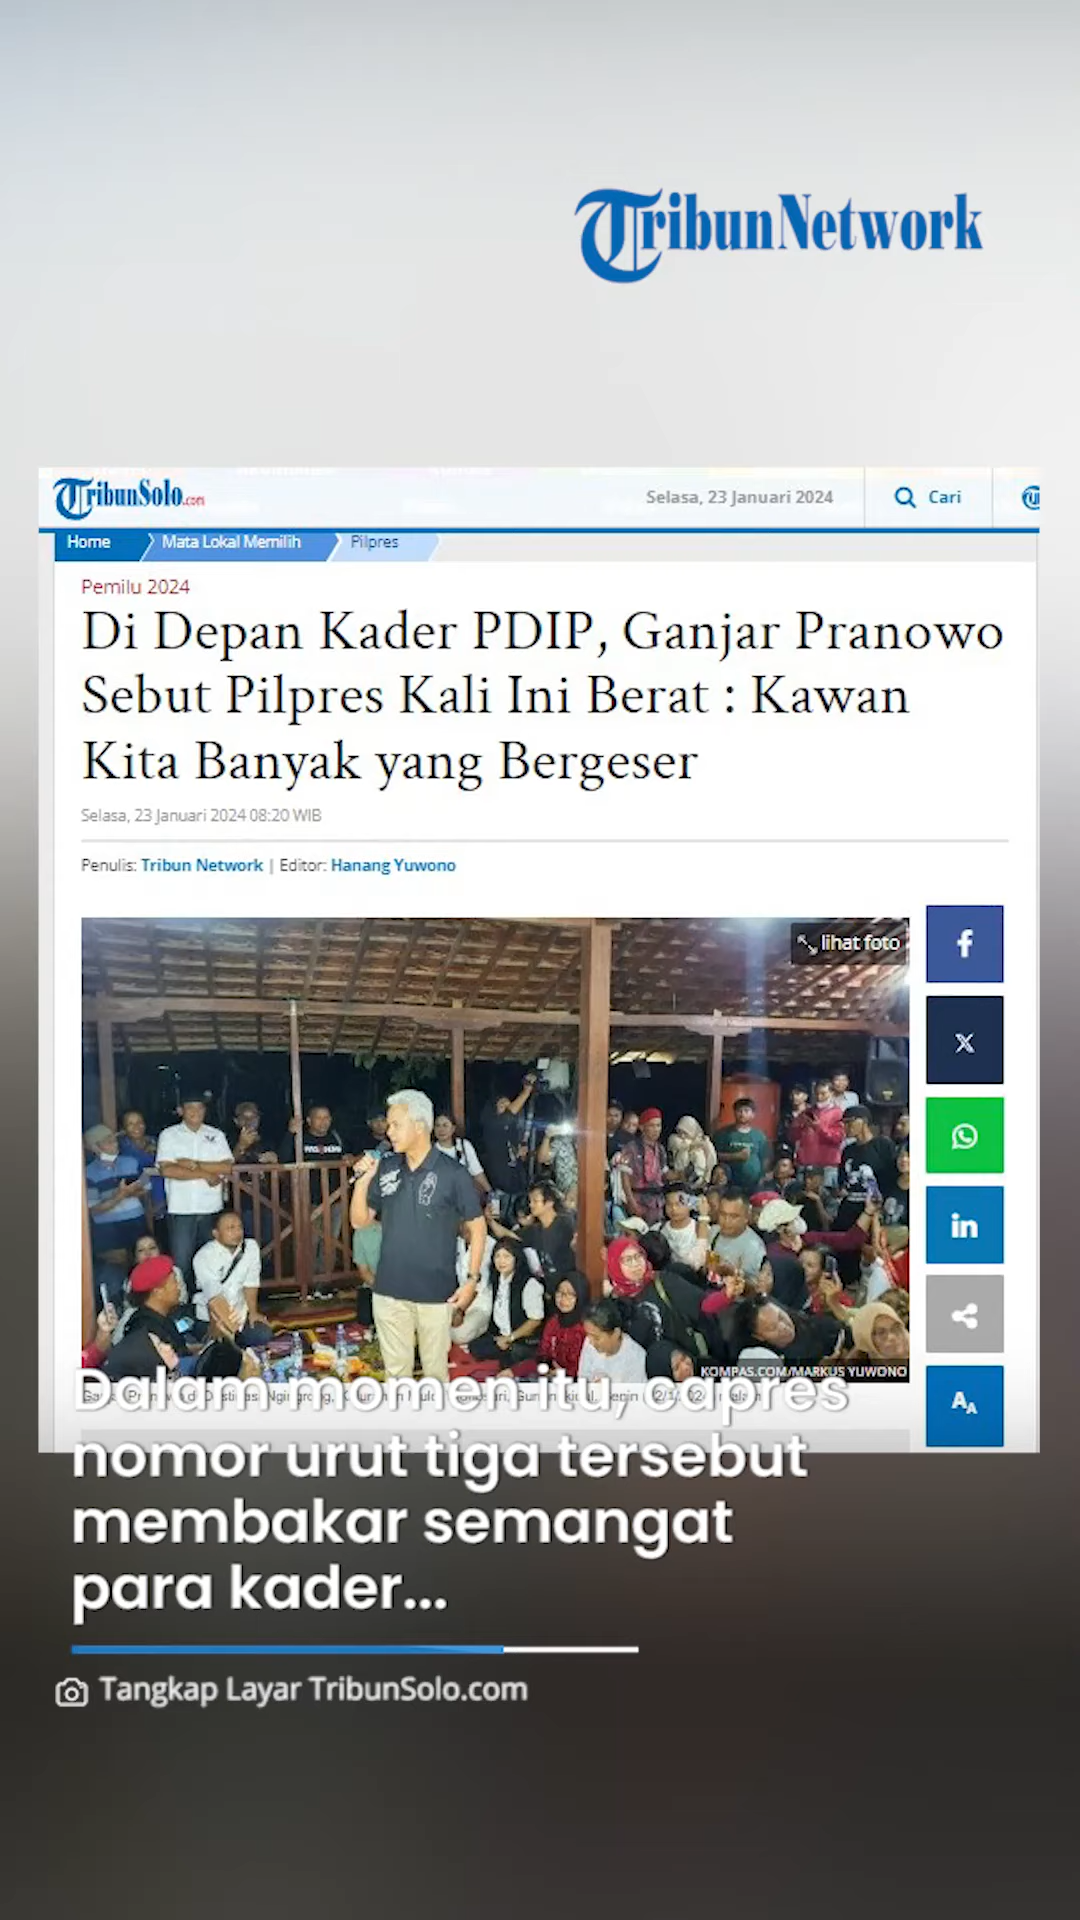 TribunNetwork
TribunSolo.com
Selasa, 23 Januari 2024
Cari
Home
Mata Lokal Memilih
Pilpres
Pemilu 2024
Di Depan Kader PDIP, Ganjar Pranowo
Sebut Pilpres Kali Ini Berat : Kawan
Kita Banyak yang Bergeser
Selasa, 23 Januari 2024 08:20 WIB
Penulis: Tribun Network | Editor: Hanang Yuwono
lihat foto
KOMPAS.COM/MARKUS YUWONO
Dalam momen itu, capres
nomor urut tiga tersebut
membakar semangat
para kader...
Tangkap Layar TribunSolo.com